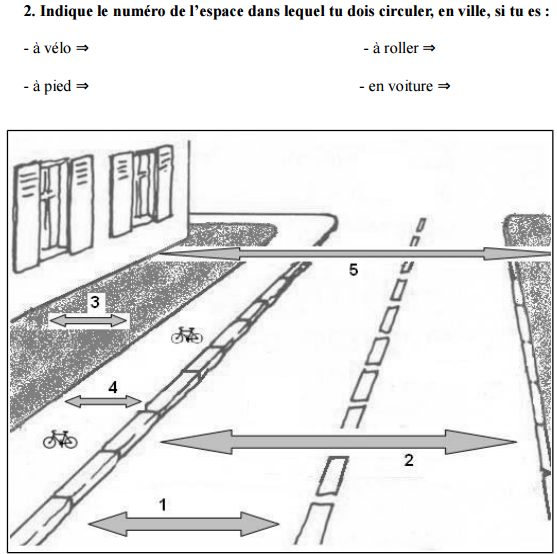 2. Indique le numéro de l’espace dans lequel tu dois circuler, en ville, si tu es :
- à vélo ⇒ - à roller ⇒
- à pied ⇒ - en voiture ⇒
5
3
4
2
1